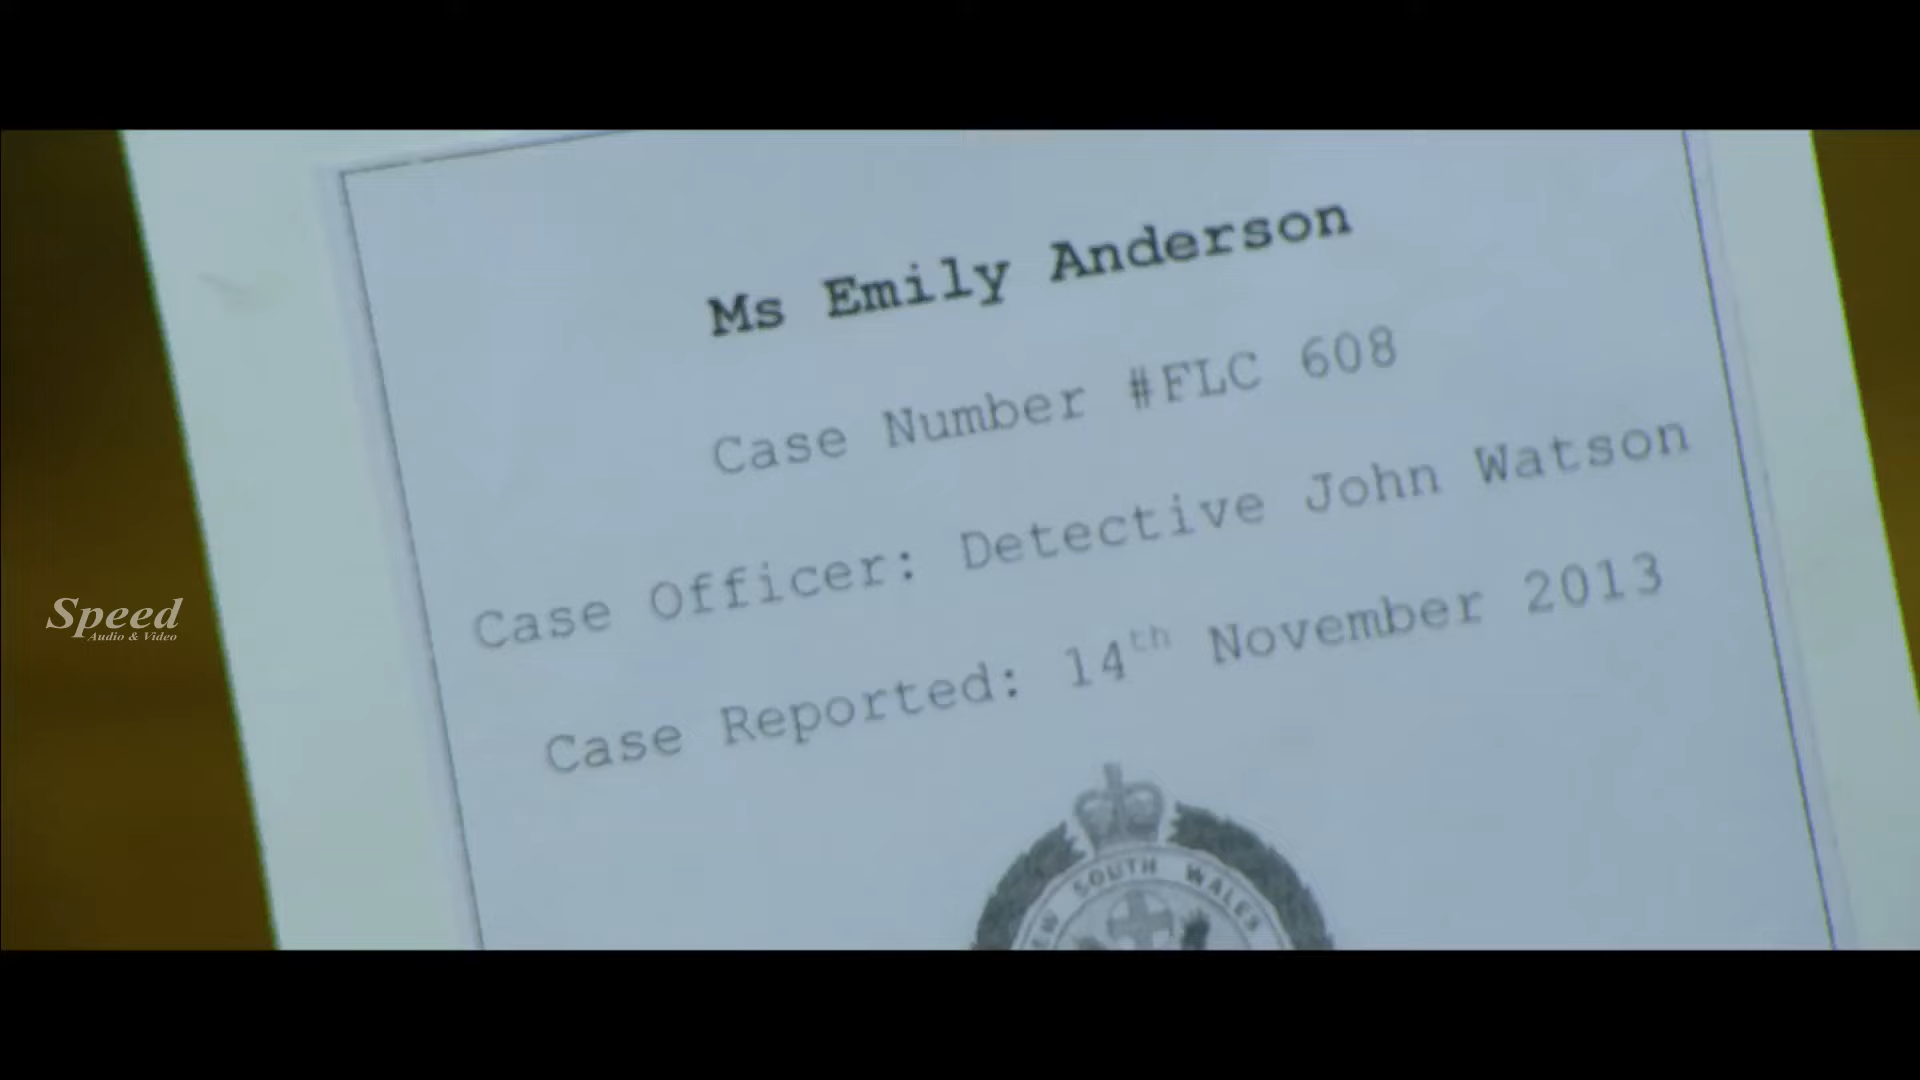 Ms Emily Anderson
Case Number #FLC 608
Case Officer: Detective John Watson
Case Reported: 14th November 2013
SOUTH WALES
Speed
Audio & Video